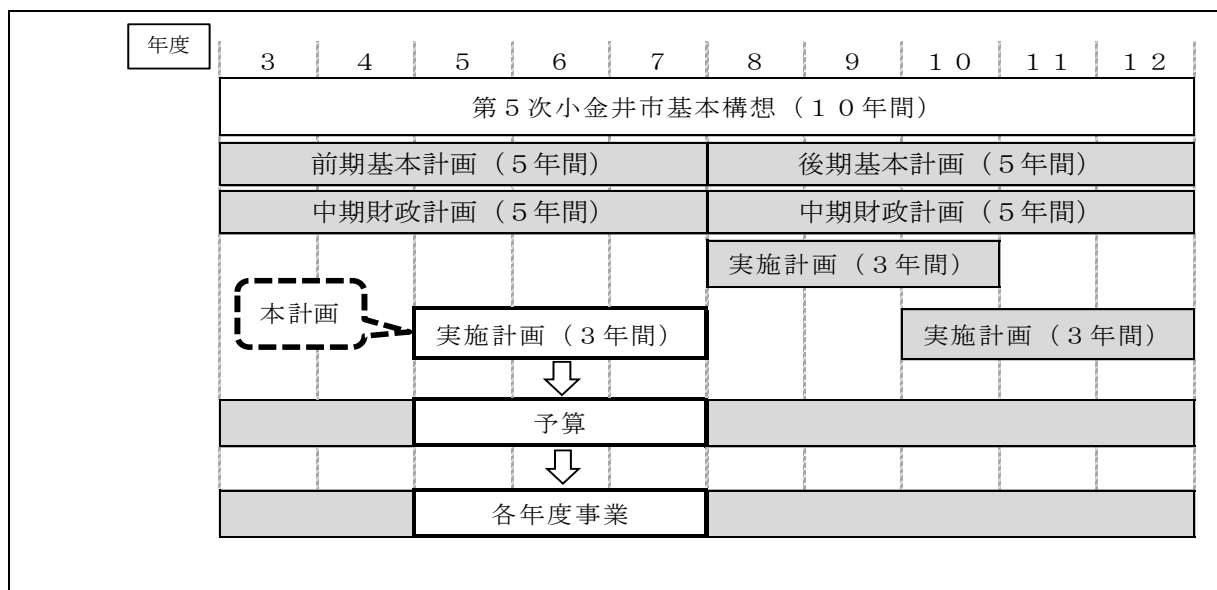 年度
３ ４ ５ ６ ７ ８ ９ １０ １１ １２
第５次小金井市基本構想（１０年間）
前期基本計画（５年間） 後期基本計画（５年間）
中期財政計画（５年間） 中期財政計画（５年間）
実施計画（３年間）
本計画
実施計画（３年間） 実施計画（３年間）
予算
各年度事業